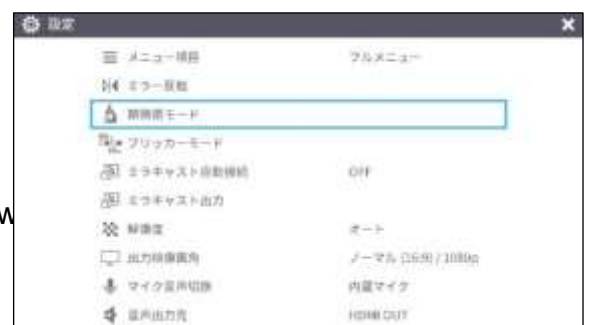 設定
メニュー項目 フルメニュー
ミラー反転
顕微鏡モード
フリッカーモード
ミラキャスト自動接続 OFF
ミラキャスト出力
W
解像度 オート
出力映像画角 ノーマル (16:9) / 1080p
マイク音声切替 内蔵マイク
音声出力先 HDMI OUT